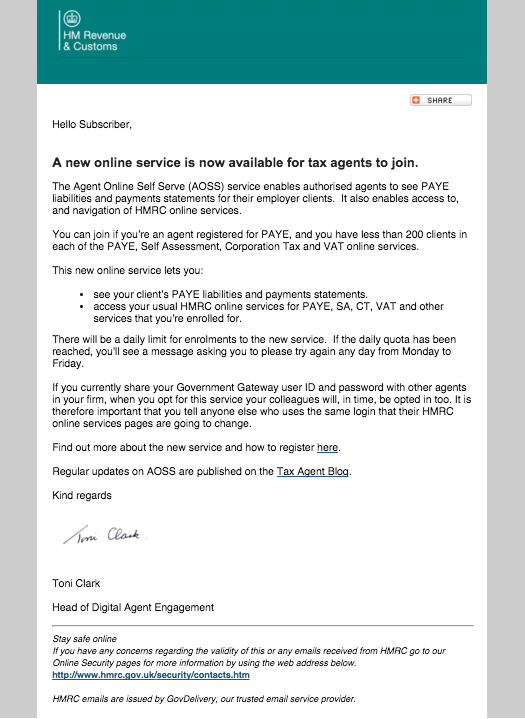 HM Revenue
& Customs
SHARE
Hello Subscriber,
A new online service is now available for tax agents to join.
The Agent Online Self Serve (AOSS) service enables authorised agents to see PAYE
liabilities and payments statements for their employer clients.  It also enables access to,
and navigation of HMRC online services.
You can join if you're an agent registered for PAYE, and you have less than 200 clients in
each of the PAYE, Self Assessment, Corporation Tax and VAT online services.
This new online service lets you:
• see your client's PAYE liabilities and payments statements.
• access your usual HMRC online services for PAYE, SA, CT, VAT and other
services that you're enrolled for.
There will be a daily limit for enrolments to the new service.  If the daily quota has been
reached, you'll see a message asking you to please try again any day from Monday to
Friday.
If you currently share your Government Gateway user ID and password with other agents
in your firm, when you opt for this service your colleagues will, in time, be opted in too. It is
therefore important that you tell anyone else who uses the same login that their HMRC
online services pages are going to change.
Find out more about the new service and how to register here.
Regular updates on AOSS are published on the Tax Agent Blog.
Kind regards
Toni Clark
Toni Clark
Head of Digital Agent Engagement
Stay safe online
If you have any concerns regarding the validity of this or any emails received from HMRC go to our
Online Security pages for more information by using the web address below.
http://www.hmrc.gov.uk/security/contacts.htm
HMRC emails are issued by GovDelivery, our trusted email service provider.